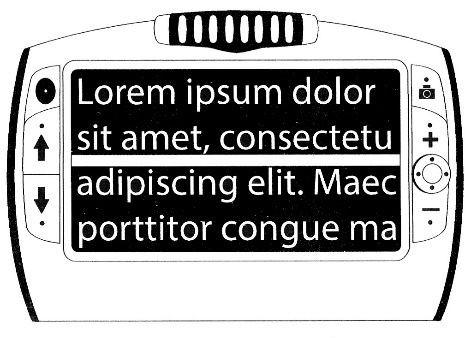 Lorem ipsum dolor
sit amet, consectetu
adipiscing elit. Maec
porttitor congue ma